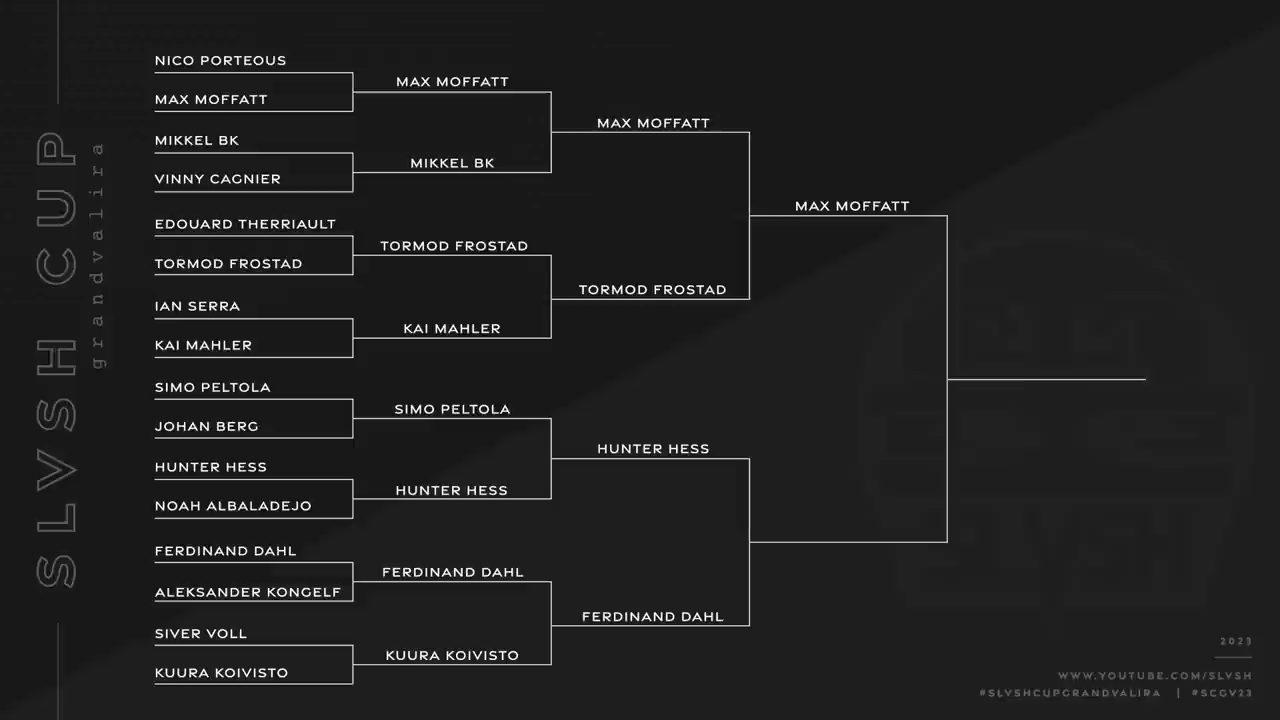 SLVSH CUP
grandvalira
NICO PORTEOUS
MAX MOFFATT
MIKKEL BK
VINNY CAGNIER
EDOUARD THERRIAULT
TORMOD FROSTAD
IAN SERRA
KAI MAHLER
SIMO PELTOLA
JOHAN BERG
HUNTER HESS
NOAH ALBALADEJO
FERDINAND DAHL
ALEKSANDER KONGELF
SIVER VOLL
KUURA KOIVISTO
MAX MOFFATT
MIKKEL BK
TORMOD FROSTAD
KAI MAHLER
SIMO PELTOLA
HUNTER HESS
FERDINAND DAHL
KUURA KOIVISTO
MAX MOFFATT
TORMOD FROSTAD
HUNTER HESS
FERDINAND DAHL
MAX MOFFATT
2023
WWW.YOUTUBE.COM/SLVSH
#SLVSHCUPGRANDVALIRA | #SCGV23